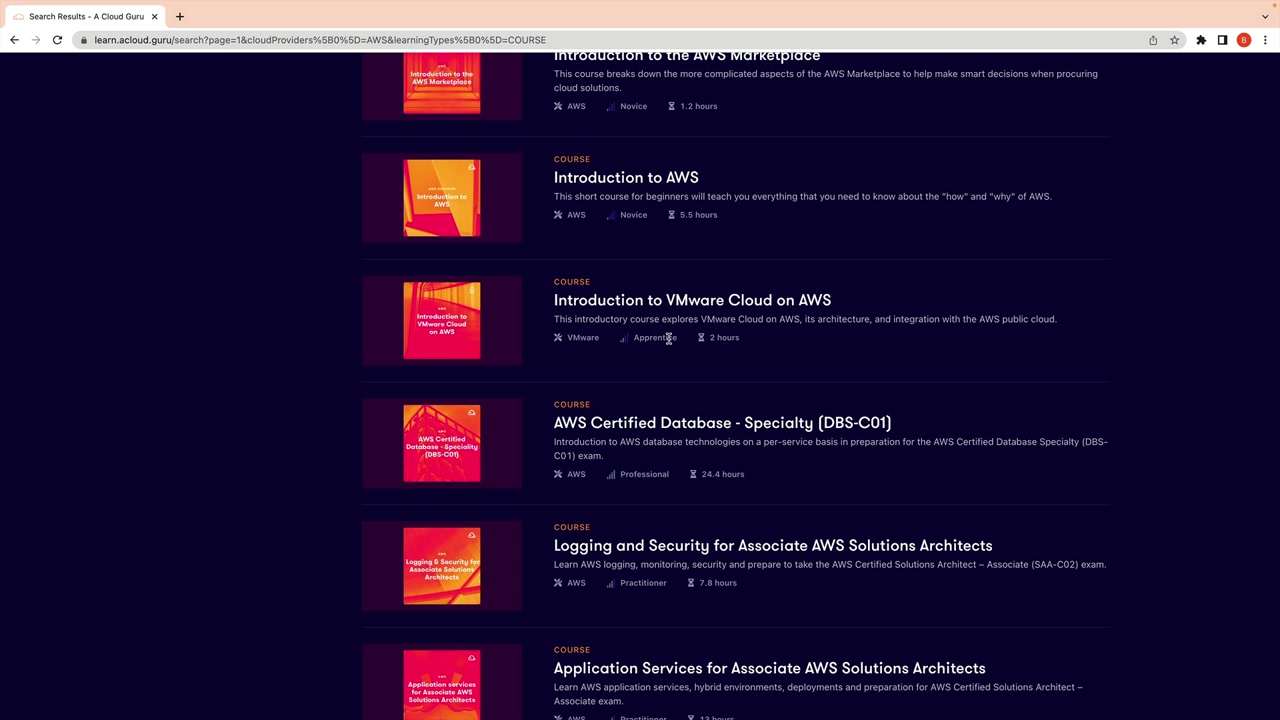 Search Results - A Cloud Guru
learn.acloud.guru/search?page=1&cloudProviders%5B0%5D=AWS&learningTypes%5B0%5D=COURSE
B
Introduction to the
AWS Marketplace
Introduction to the AWS Marketplace
This course breaks down the more complicated aspects of the AWS Marketplace to help make smart decisions when procuring
cloud solutions.
AWS Novice 1.2 hours
Introduction to
AWS
COURSE
Introduction to AWS
This short course for beginners will teach you everything that you need to know about the "how" and "why" of AWS.
AWS Novice 5.5 hours
Introduction to
VMware Cloud
on AWS
COURSE
Introduction to VMware Cloud on AWS
This introductory course explores VMware Cloud on AWS, its architecture, and integration with the AWS public cloud.
VMware Apprentice 2 hours
AWS
AWS Certified
Database - Speciality
(DBS-C01)
COURSE
AWS Certified Database - Specialty (DBS-C01)
Introduction to AWS database technologies on a per-service basis in preparation for the AWS Certified Database Specialty (DBS-
C01) exam.
AWS Professional 24.4 hours
AWS
Logging & Security for
Associate Solutions
Architects
COURSE
Logging and Security for Associate AWS Solutions Architects
Learn AWS logging, monitoring, security and prepare to take the AWS Certified Solutions Architect – Associate (SAA-C02) exam.
AWS Practitioner 7.8 hours
AWS
Application services
for Associate AWS
Solutions Architects
COURSE
Application Services for Associate AWS Solutions Architects
Learn AWS application services, hybrid environments, deployments and preparation for AWS Certified Solutions Architect –
Associate exam.
AWS Practitioner 13 hours